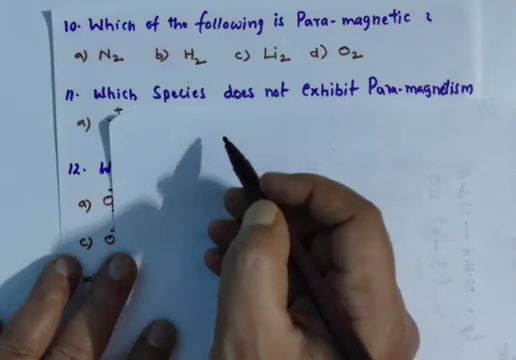 10. Which of the following is Para-magnetic ?
a) N₂ b) H₂ c) Li₂ d) O₂
11. Which Species does not exhibit Para-magnetism
a)
12. W
a) O
c) O